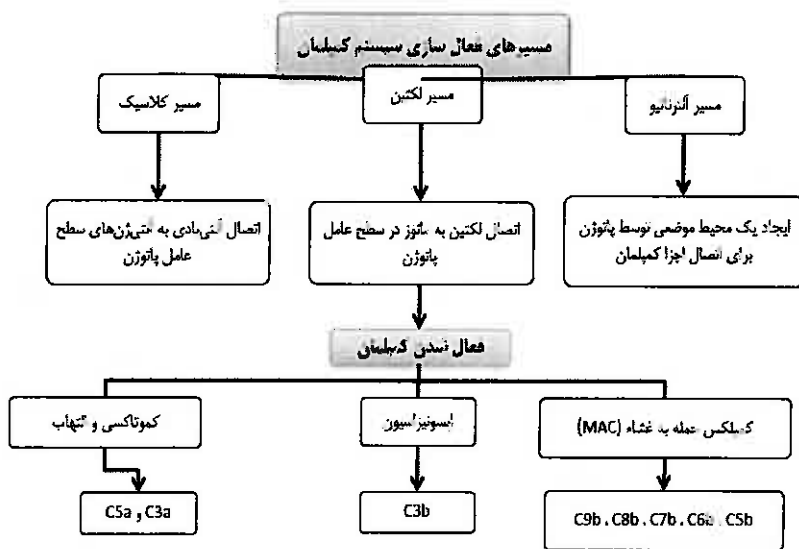 مسیرهای فعال سازی سیستم کمپلمان
مسیر آلترناتیو
مسیر لکتین
مسیر کلاسیک
ایجاد یک محیط موضعی توسط پاتوژن
برای اتصال اجزا کمپلمان
اتصال لکتین به مانوز در سطح عامل
پاتوژن
اتصال آنتی‌بادی به آنتی‌ژن‌های سطح
عامل پاتوژن
فعال شدن کمپلمان
کمپلکس حمله به غشاء (MAC)
اپسونیزاسیون
کموتاکسی و التهاب
C9b ، C8b ، C7b ، C6b ، C5b
C3b
C3a و C5a